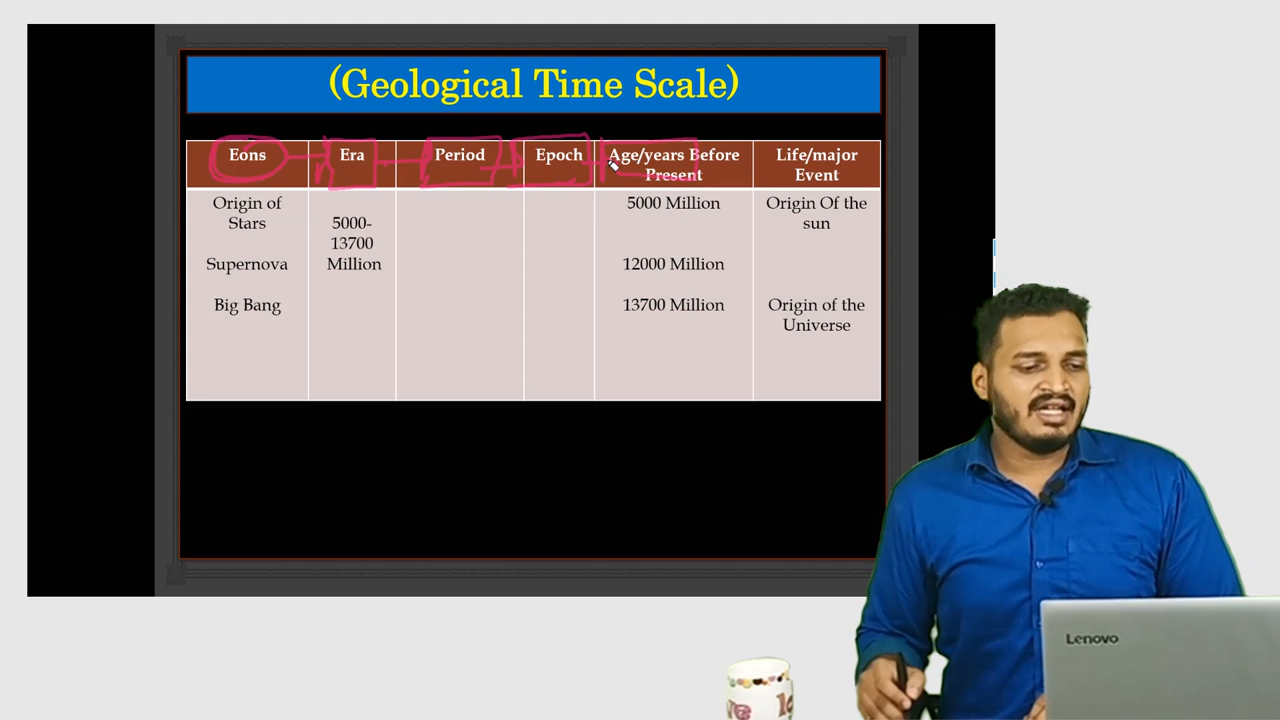 (Geological Time Scale)
Eons Era Period Epoch Age/years Before Present Life/major Event
Origin of Stars 5000-13700 Million 5000 Million Origin Of the sun
Supernova 12000 Million
Big Bang 13700 Million Origin of the Universe
Lenovo